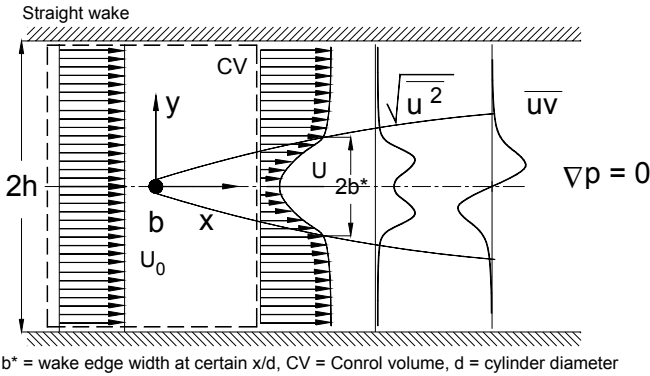 Straight wake
CV
√u² uv
y
2h U 2b* ∇p = 0
b x
U₀
b* = wake edge width at certain x/d, CV = Conrol volume, d = cylinder diameter